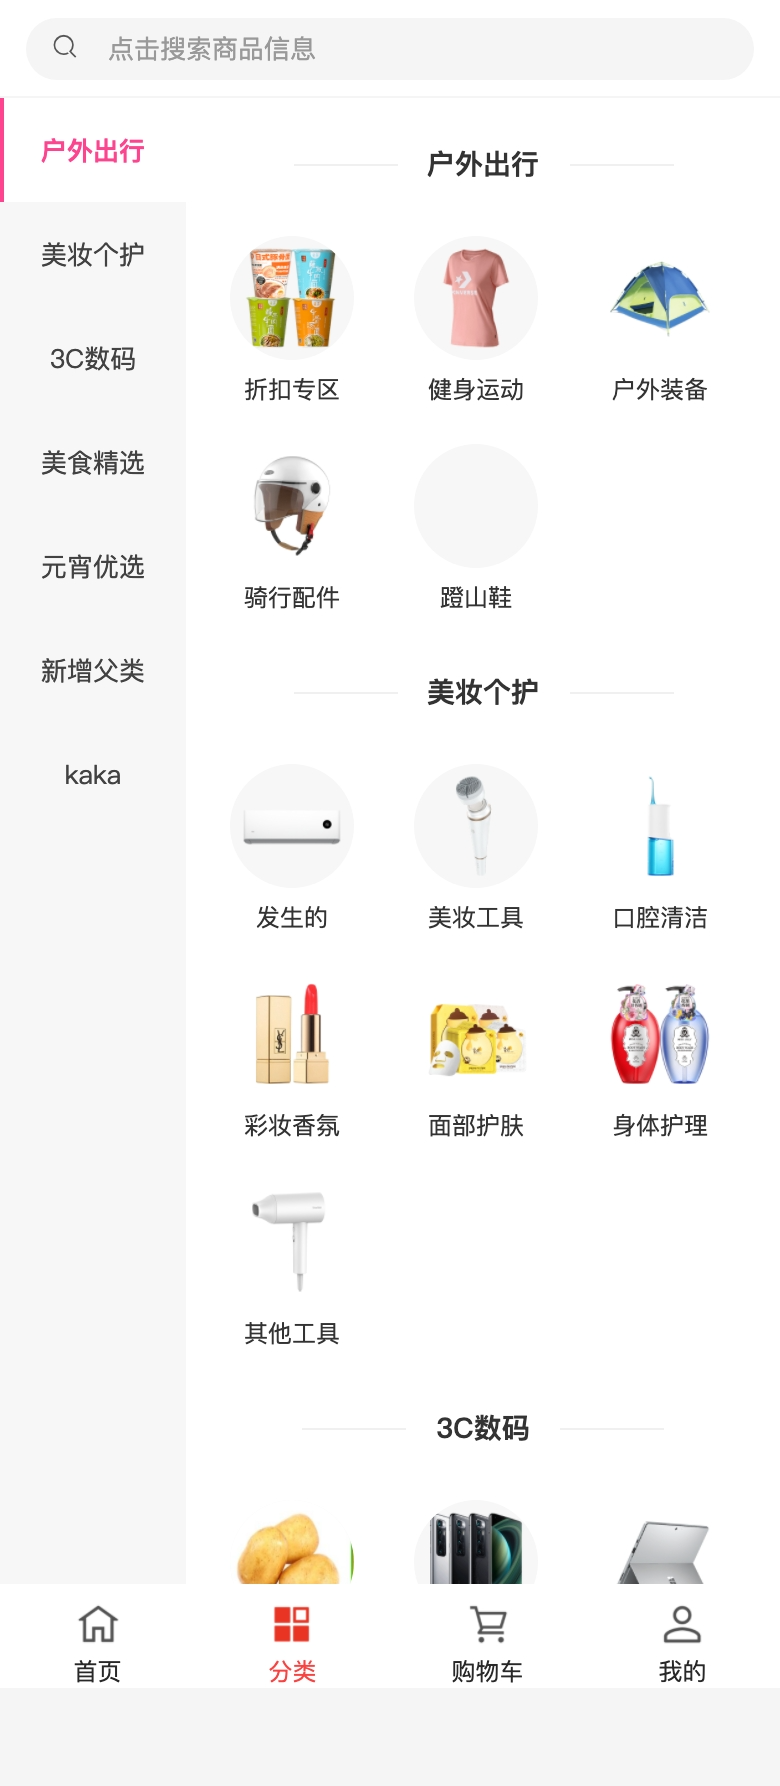 点击搜索商品信息
户外出行
美妆个护
3C数码
美食精选
元宵优选
新增父类
kaka
户外出行
折扣专区
健身运动
户外装备
骑行配件
蹬山鞋
美妆个护
发生的
美妆工具
口腔清洁
彩妆香氛
面部护肤
身体护理
其他工具
3C数码
首页
分类
购物车
我的